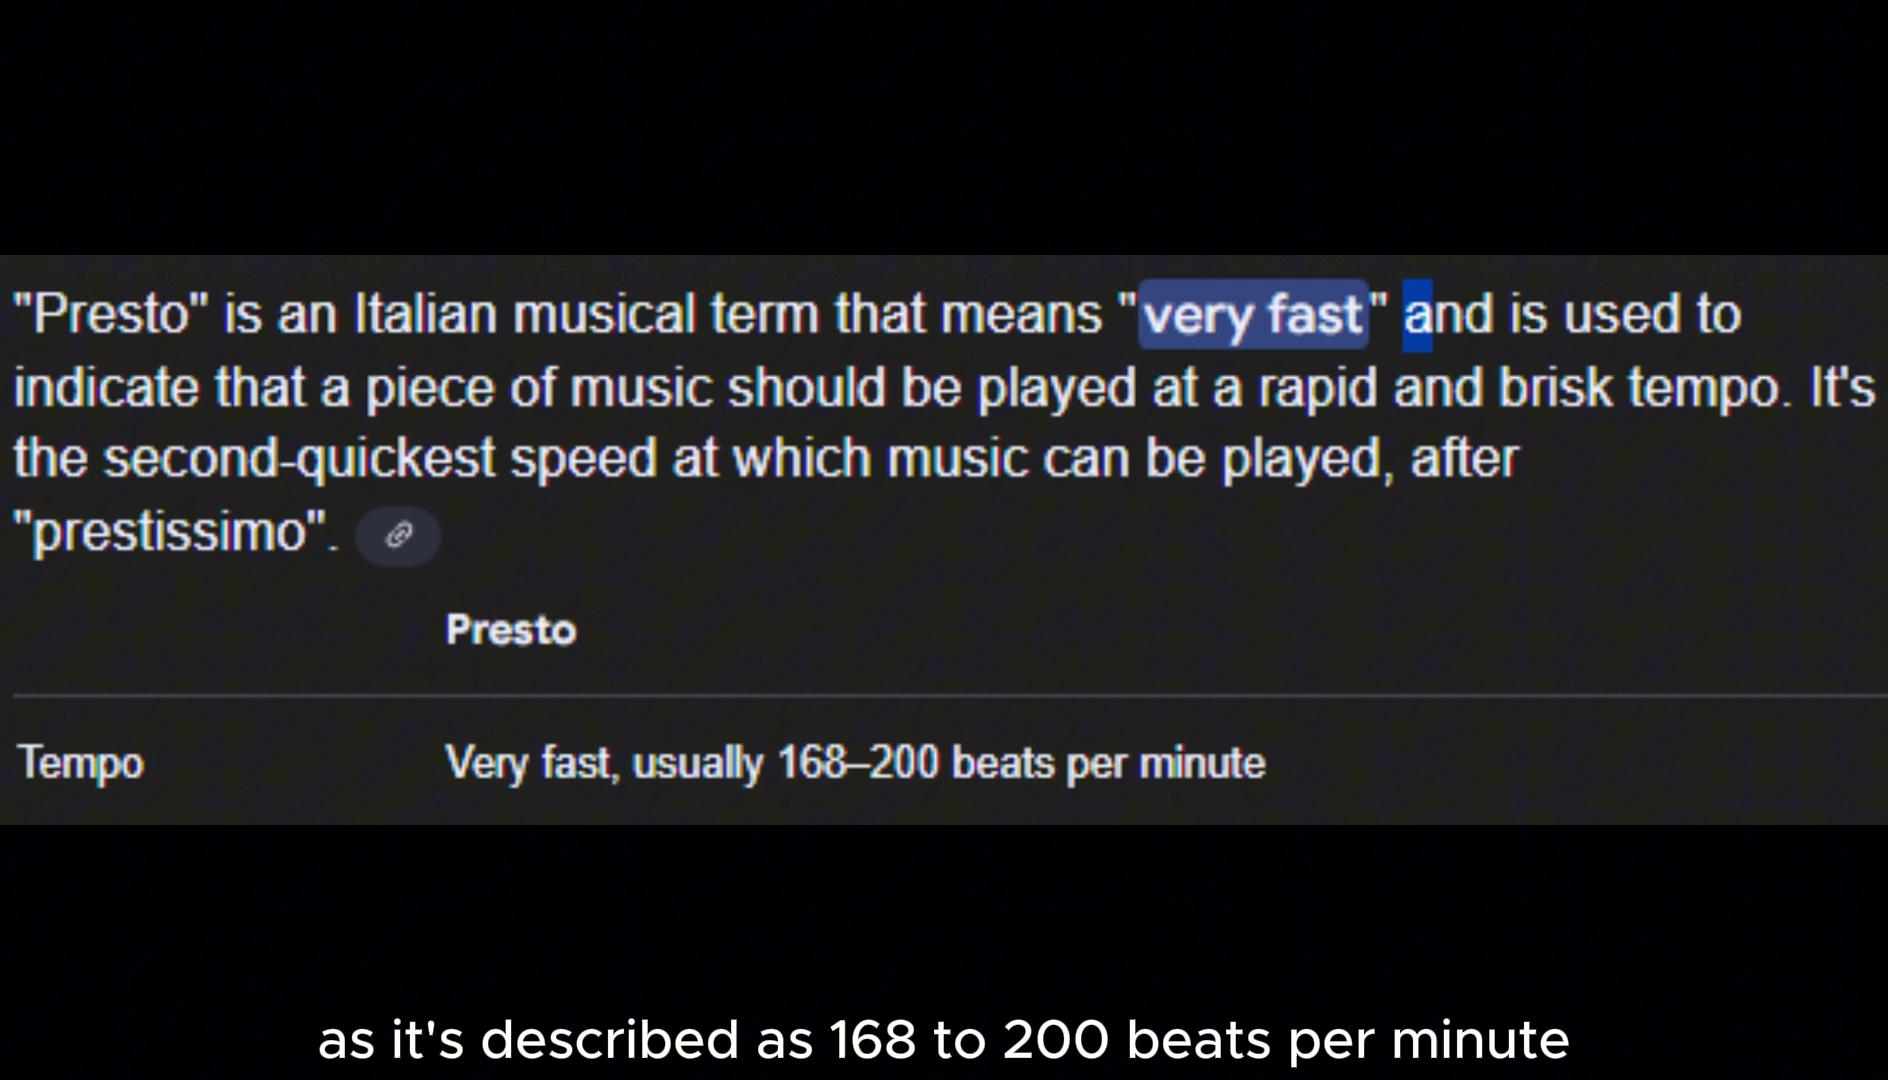 "Presto" is an Italian musical term that means "very fast" and is used to
indicate that a piece of music should be played at a rapid and brisk tempo. It's
the second-quickest speed at which music can be played, after
"prestissimo".
Presto
Tempo Very fast, usually 168–200 beats per minute
as it's described as 168 to 200 beats per minute